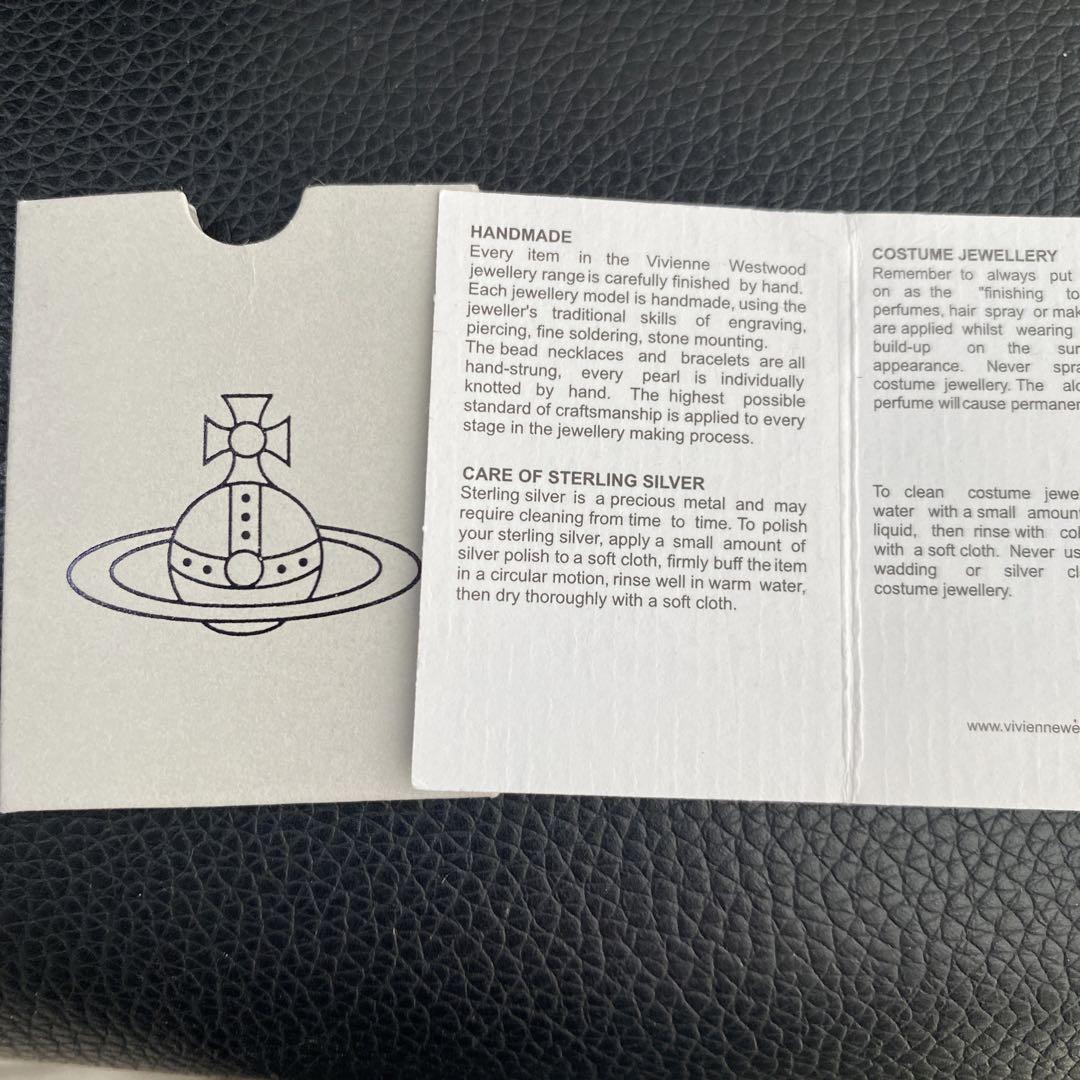 HANDMADE
Every item in the Vivienne Westwood
jewellery range is carefully finished by hand.
Each jewellery model is handmade, using the
jeweller's traditional skills of engraving,
piercing, fine soldering, stone mounting.
The bead necklaces and bracelets are all
hand-strung, every pearl is individually
knotted by hand. The highest possible
standard of craftsmanship is applied to every
stage in the jewellery making process.
CARE OF STERLING SILVER
Sterling silver is a precious metal and may
require cleaning from time to time. To polish
your sterling silver, apply a small amount of
silver polish to a soft cloth, firmly buff the item
in a circular motion, rinse well in warm water,
then dry thoroughly with a soft cloth.
COSTUME JEWELLERY
Remember to always put
on as the "finishing
perfumes, hair spray or
are applied whilst wearing
build-up on the
appearance. Never
costume jewellery. The
perfume will cause
To clean costume
water with a small
liquid, then rinse with
with a soft cloth. Never
wadding or silver
costume jewellery.